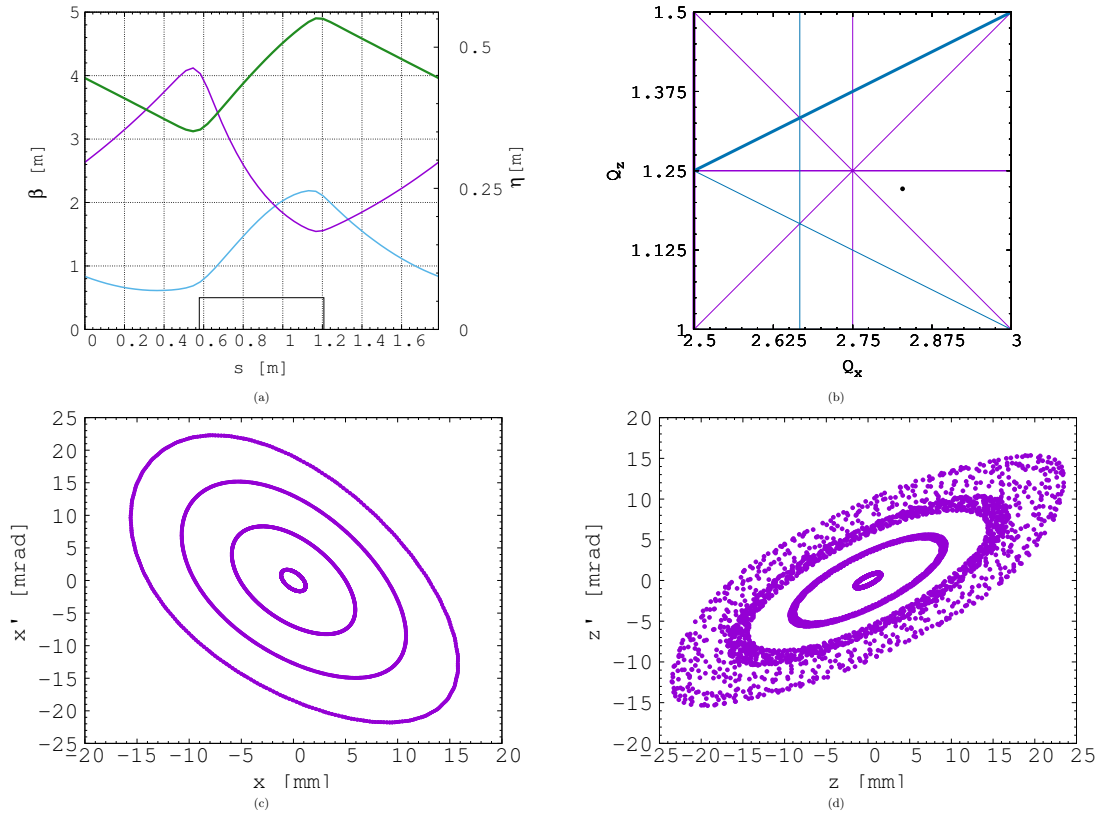 5
4
3
2
1
0
β [m]
0.5
0.25
0
η [m]
0 0.2 0.4 0.6 0.8 1 1.2 1.4 1.6
s [m]
(a)
1.5
1.375
1.25
1.125
1
Qz
2.5 2.625 2.75 2.875 3
Qx
(b)
25
20
15
10
5
0
−5
−10
−15
−20
−25
x' [mrad]
−20 −15 −10 −5 0 5 10 15 20
x [mm]
(c)
20
15
10
5
0
−5
−10
−15
−20
z' [mrad]
−25 −20 −15 −10 −5 0 5 10 15 20 25
z [mm]
(d)